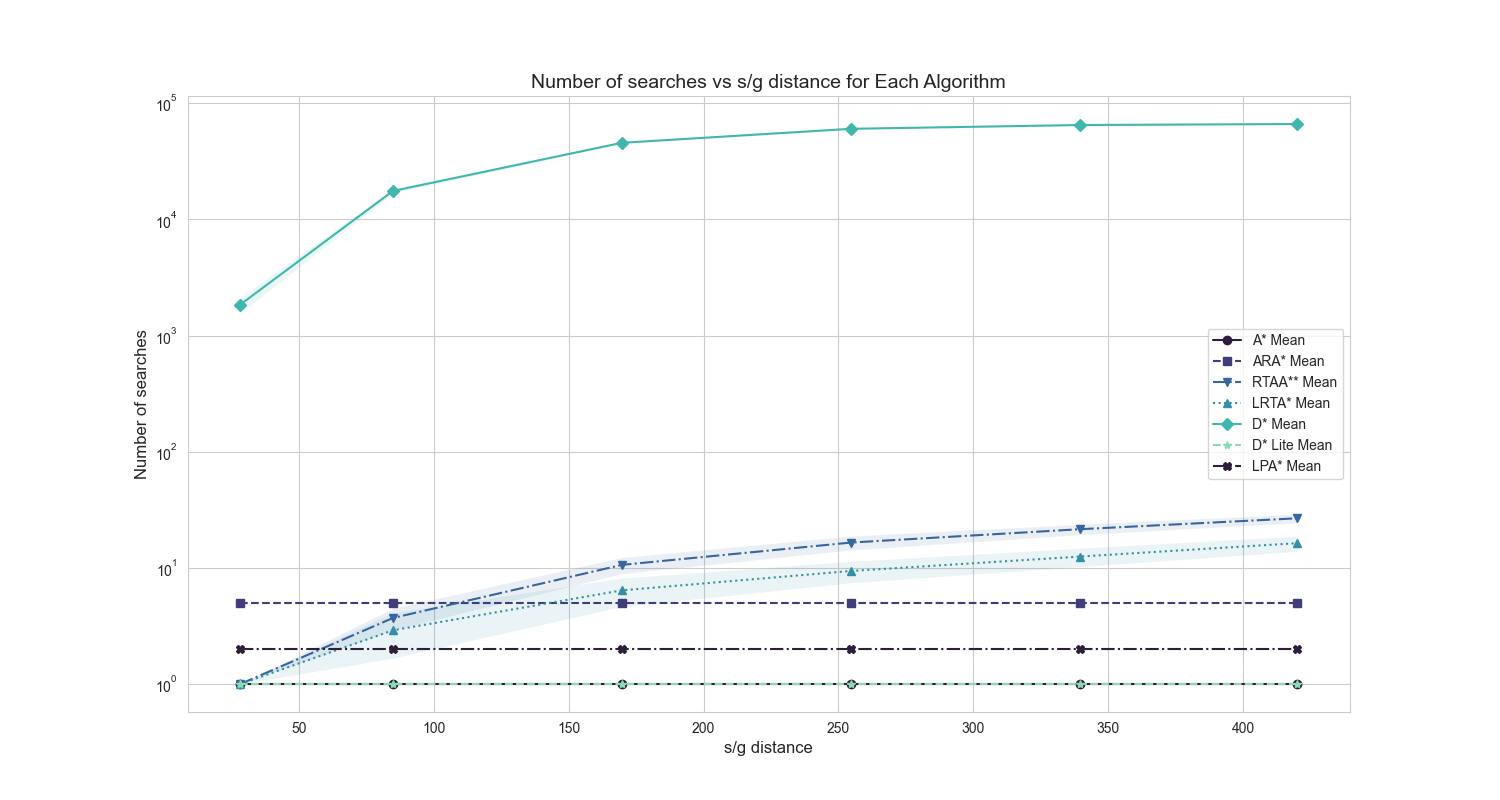 Number of searches vs s/g distance for Each Algorithm
Number of searches
10^5
10^4
10^3
10^2
10^1
10^0
A* Mean
ARA* Mean
RTAA** Mean
LRTA* Mean
D* Mean
D* Lite Mean
LPA* Mean
50 100 150 200 250 300 350 400
s/g distance